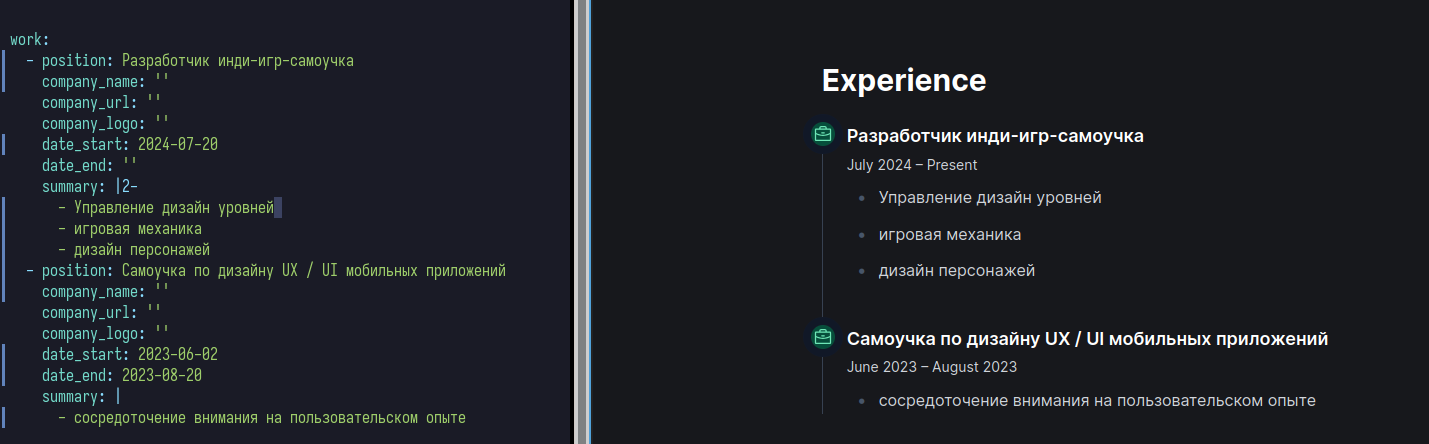 work:
- position: Разработчик инди-игр-самоучка
company_name: ''
company_url: ''
company_logo: ''
date_start: 2024-07-20
date_end: ''
summary: |2-
- Управление дизайн уровней
- игровая механика
- дизайн персонажей
- position: Самоучка по дизайну UX / UI мобильных приложений
company_name: ''
company_url: ''
company_logo: ''
date_start: 2023-06-02
date_end: 2023-08-20
summary: |
- сосредоточение внимания на пользовательском опыте
Experience
Разработчик инди-игр-самоучка
July 2024 – Present
• Управление дизайн уровней
• игровая механика
• дизайн персонажей
Самоучка по дизайну UX / UI мобильных приложений
June 2023 – August 2023
• сосредоточение внимания на пользовательском опыте